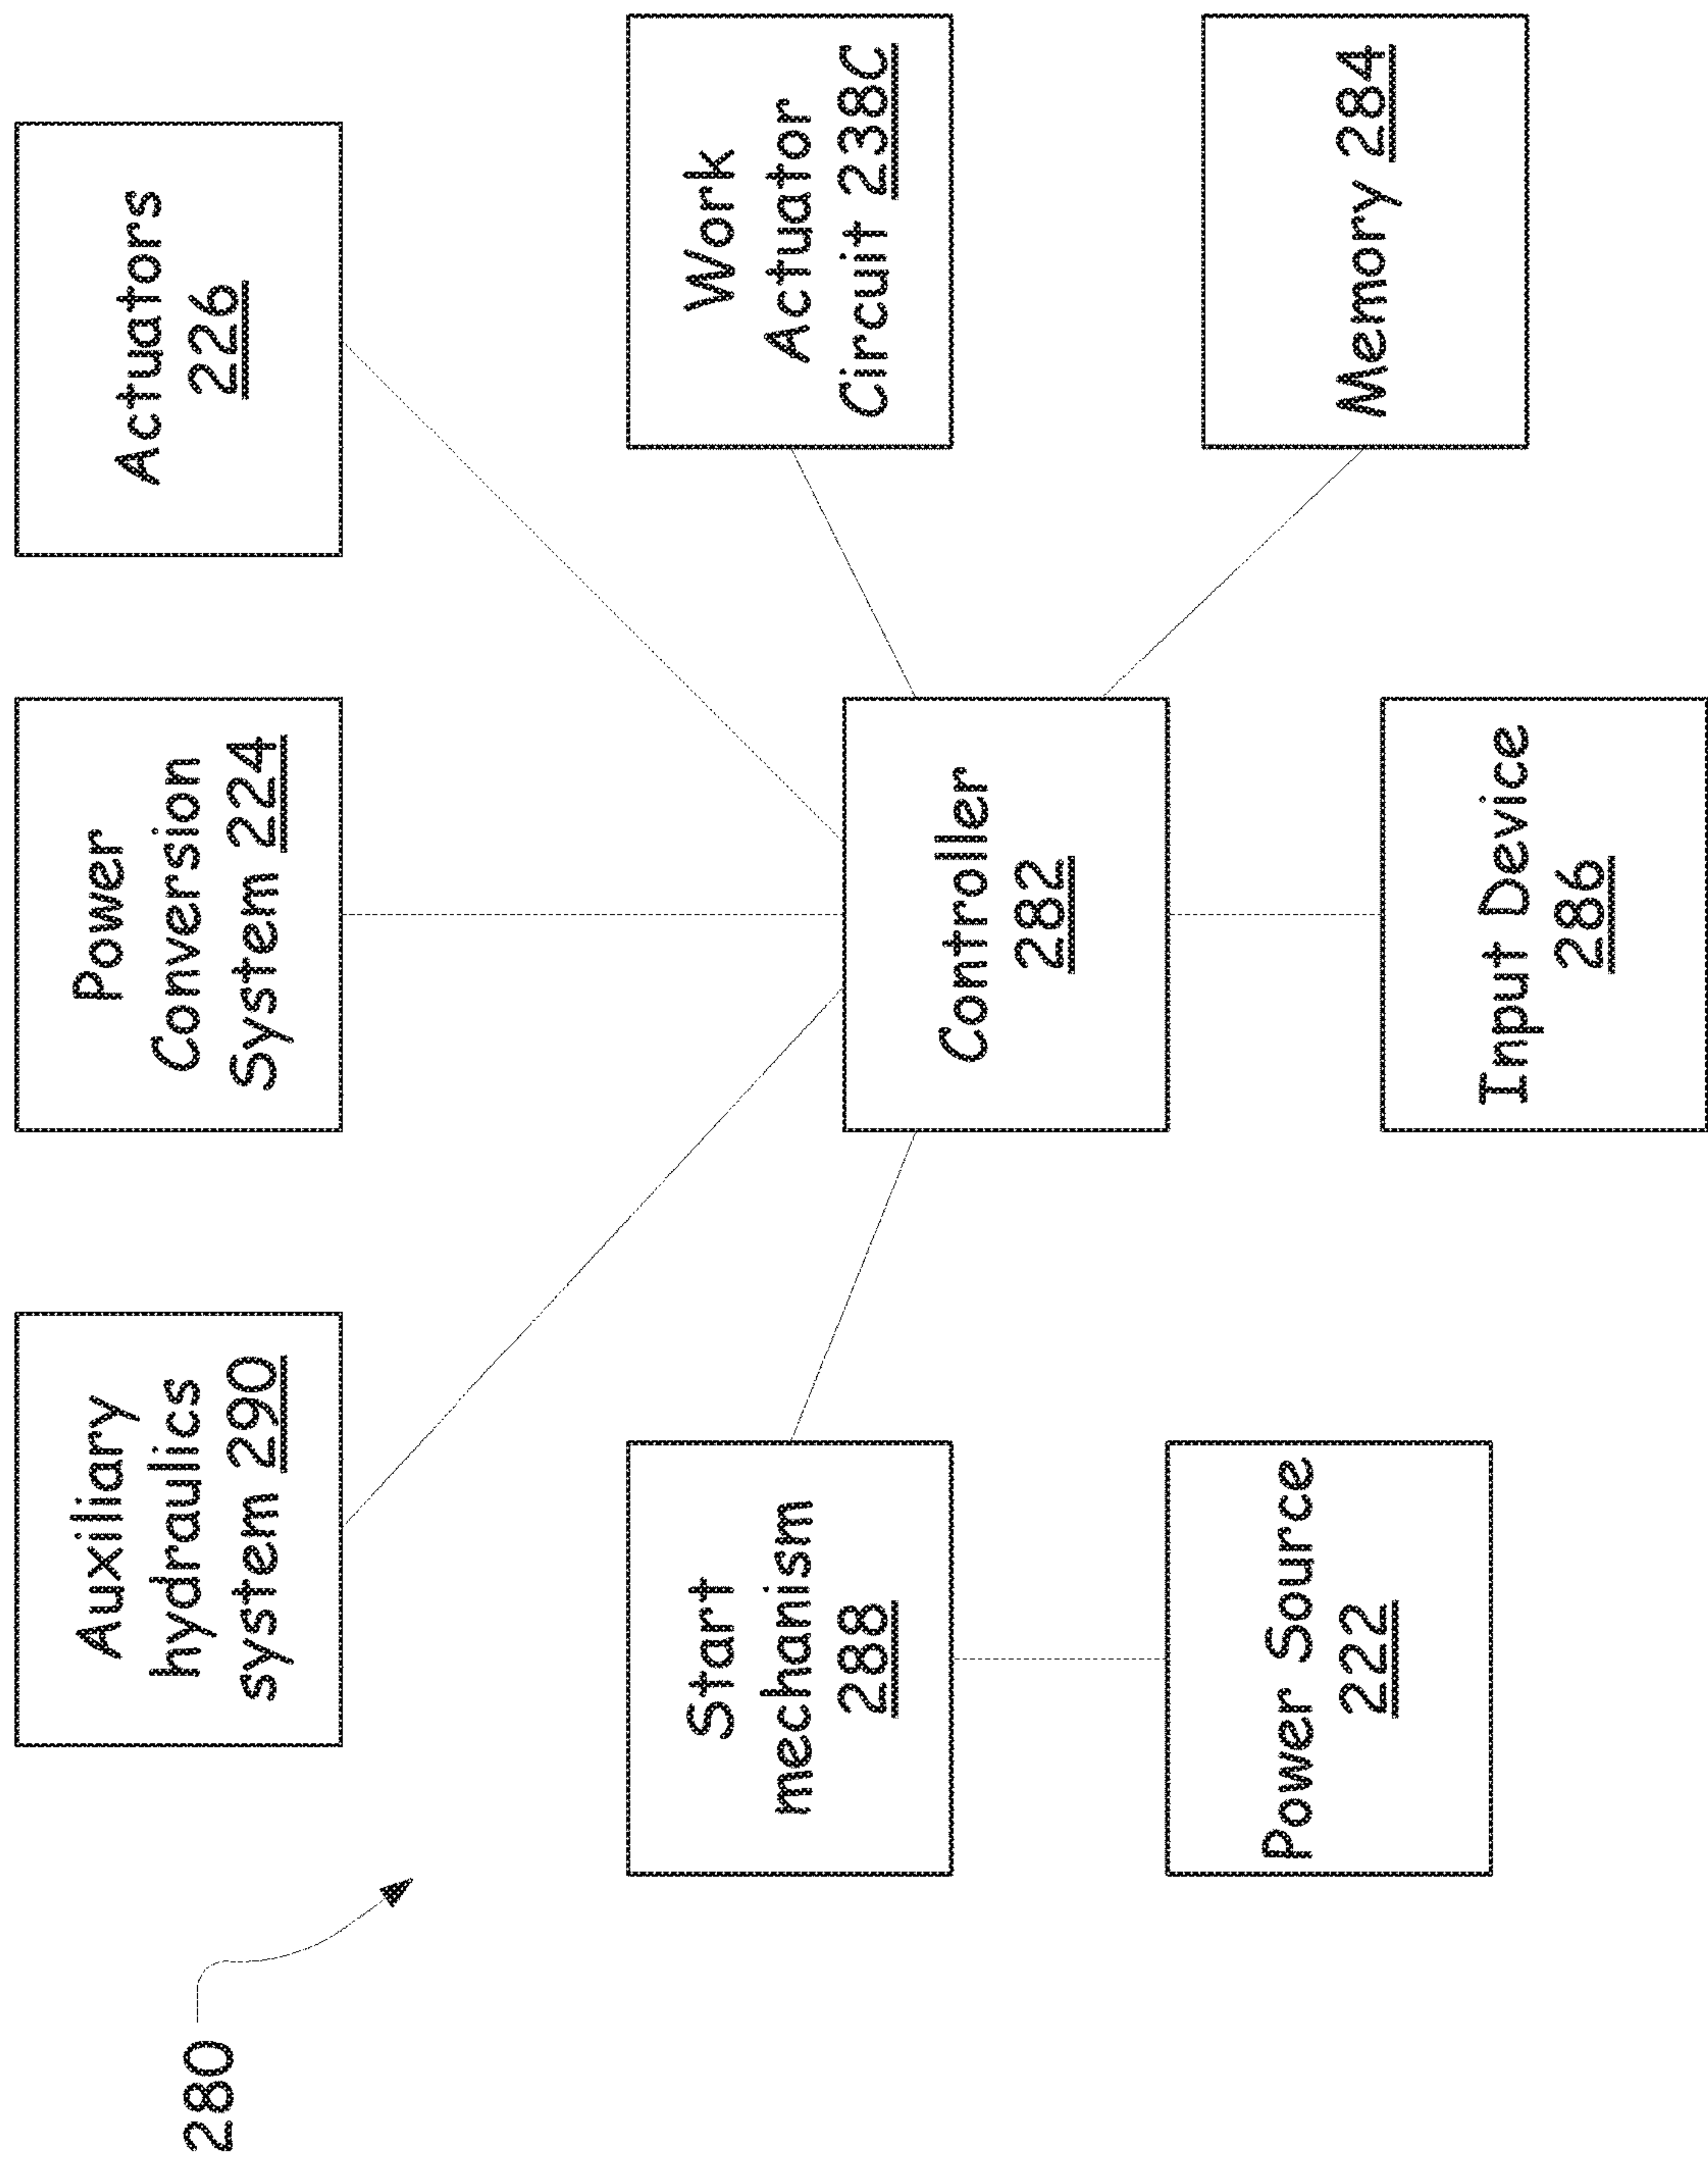 280
Auxiliary
hydraulics
system 290
Power
Conversion
System 224
Actuators
226
Start
mechanism
288
Work
Actuator
Circuit 238C
Controller
282
Power Source
222
Memory 284
Input Device
286